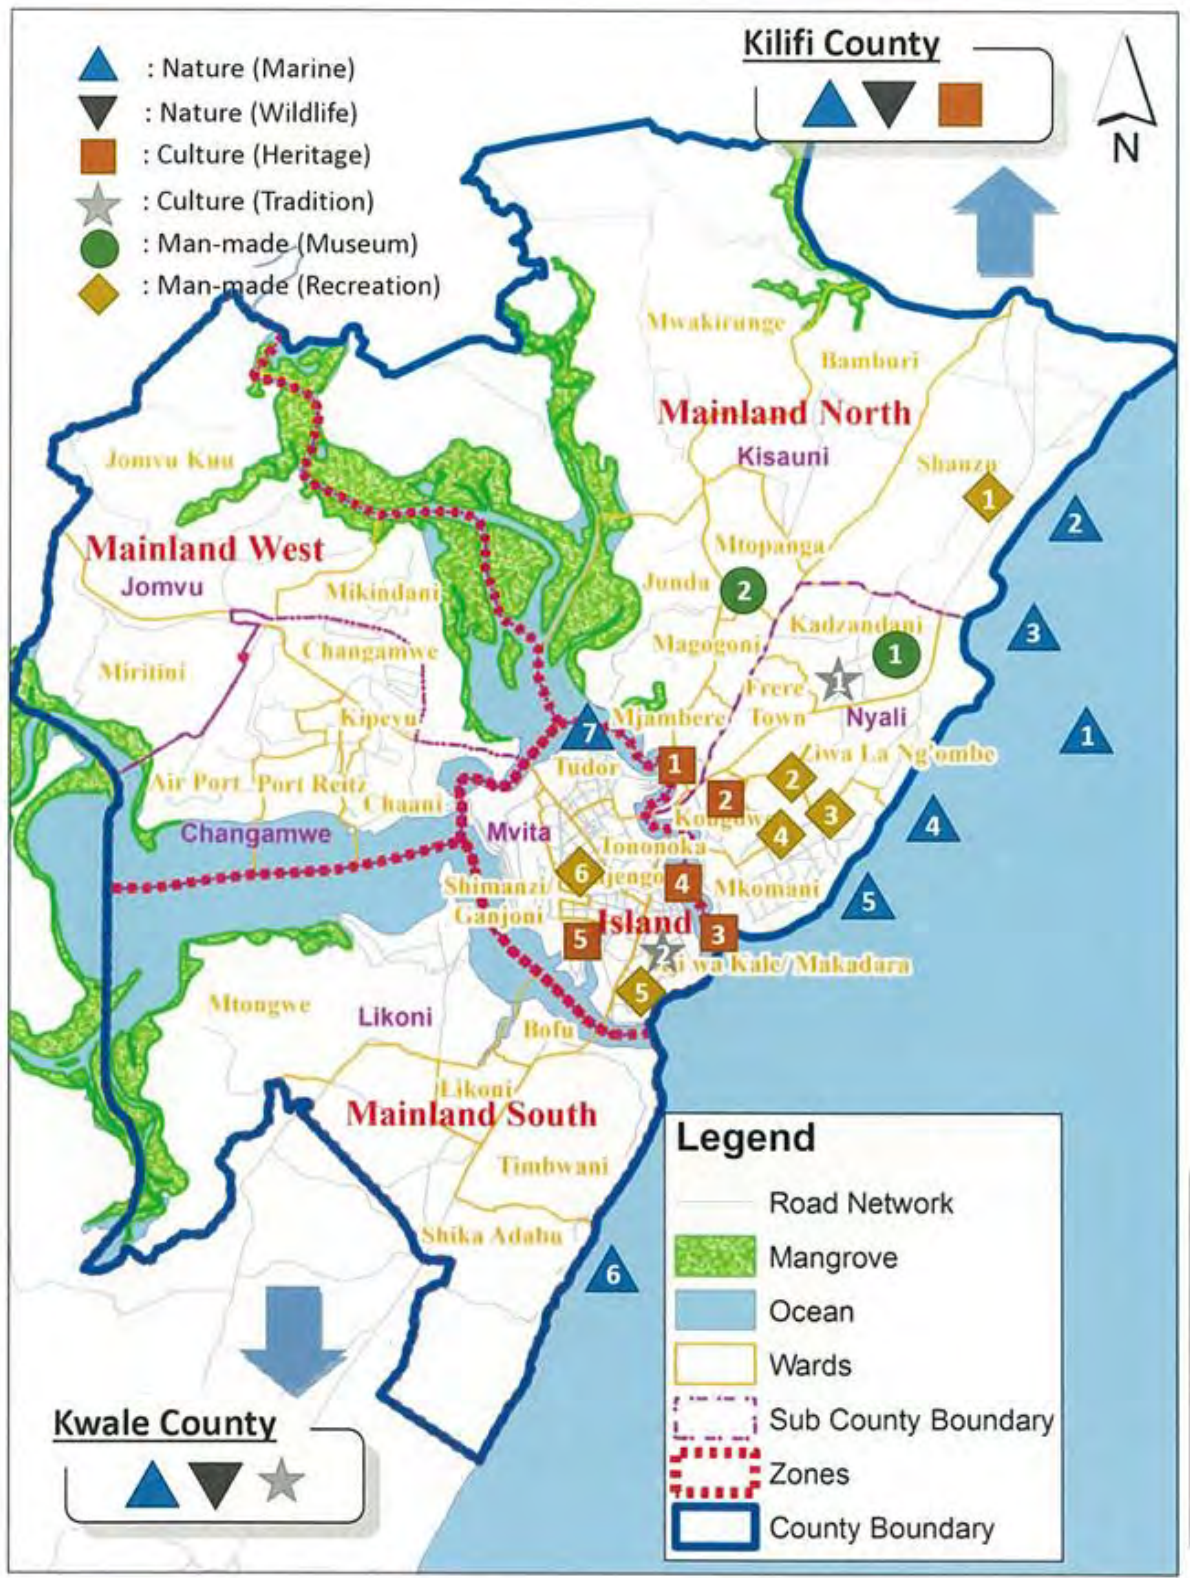 : Nature (Marine)
: Nature (Wildlife)
: Culture (Heritage)
: Culture (Tradition)
: Man-made (Museum)
: Man-made (Recreation)
Kilifi County
N
Mwakirunge
Bamburi
Mainland North
Kisauni
Shanzu
1
2
Jomvu Kuu
Mainland West
Jomvu
Mikindani
Mtopanga
Junda
2
3
Kadzandani
Miritini
Changamwe
Magogoni
1
Frere
1
Town
Nyali
Kipevu
Mjambere
7
1
Ziwa La Ng'ombe
Tudor
1
2
Air Port
Port Reitz
Chaani
2
3
4
Changamwe
Mvita
4
Tononoka
6
Shimanzi/
4
Mkomani
5
Ganjoni
Island
5
3
2
wa Kale/Makadara
5
Mtongwe
Likoni
Bofu
Likoni
Mainland South
Timbwani
Shika Adabu
6
Kwale County
Legend
Road Network
Mangrove
Ocean
Wards
Sub County Boundary
Zones
County Boundary